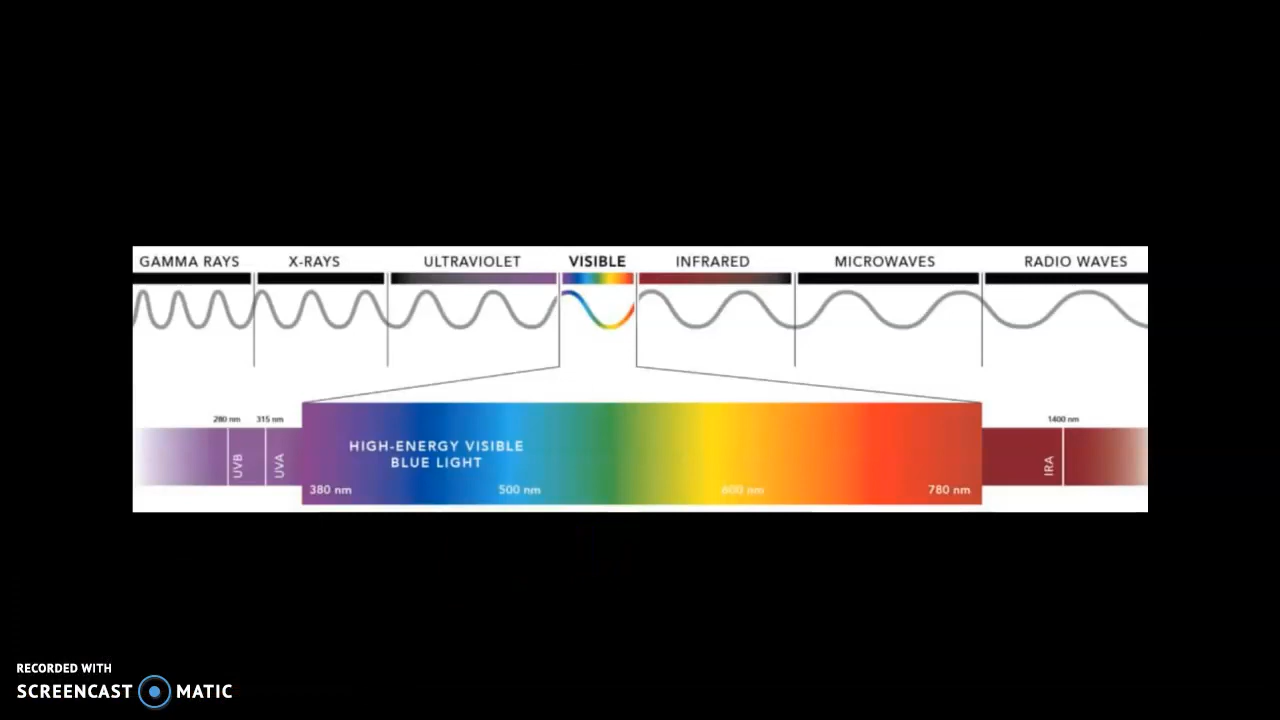 GAMMA RAYS X-RAYS ULTRAVIOLET VISIBLE INFRARED MICROWAVES RADIO WAVES
280 nm 315 nm 1400 nm
UVB UVA IRA
HIGH-ENERGY VISIBLE
BLUE LIGHT
380 nm 500 nm 600 nm 780 nm
RECORDED WITH
SCREENCAST MATIC